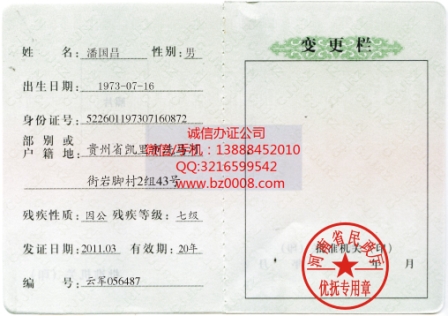 姓 名: 潘国昌 性别: 男
出生日期: 1973-07-16
身份证号: 522601197307160872
部别或
户籍地: 贵州省凯里
街岩脚村2组43号
残疾性质: 因公 残疾等级: 七级
发证日期: 2011.03 有效期: 20年
编 号: 云军056487
诚信办证公司
微信/手机: 13888452010
QQ:3216599542
www.bz0008.com
变更栏
批准机关(印)
年 月
河南省民政厅
优抚专用章